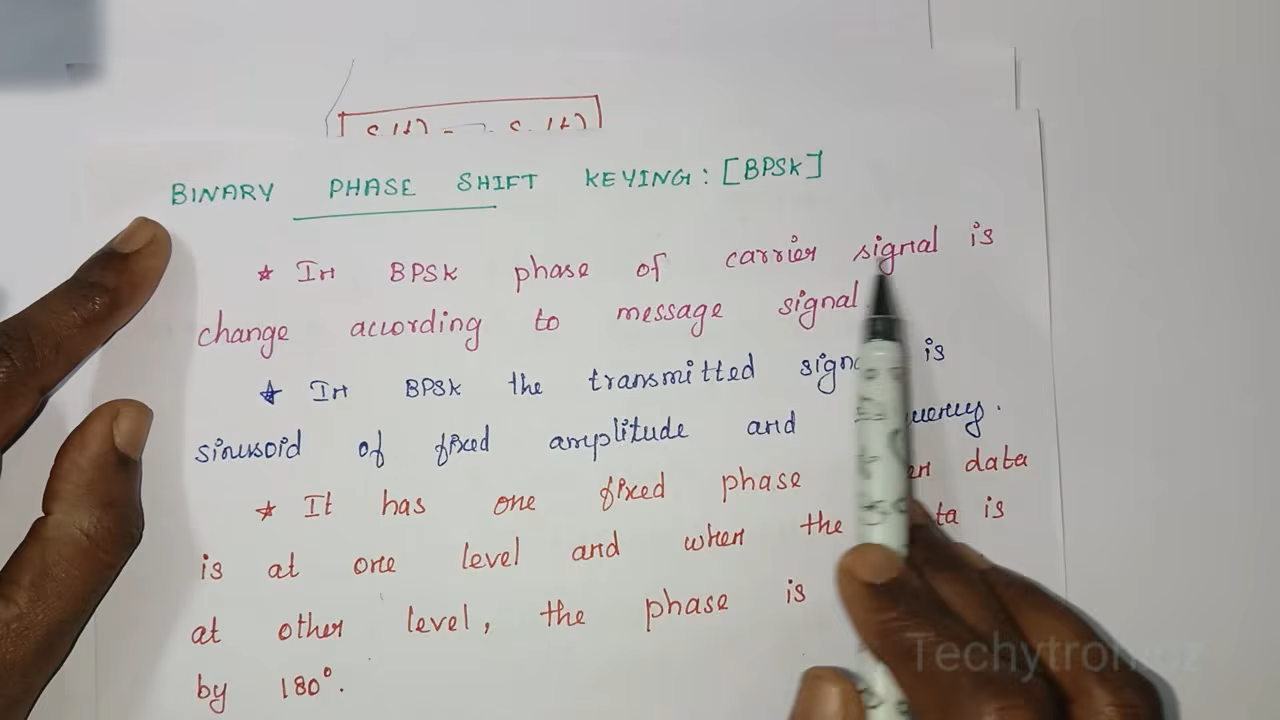 BINARY PHASE SHIFT KEYING: [BPSK]
* In BPSK phase of carrier signal is
change according to message signal
* In BPSK the transmitted is
sinusoid of fixed amplitude and
* It has one fixed phase data
is at one level and when the is
at other level, the phase is
by 180°.